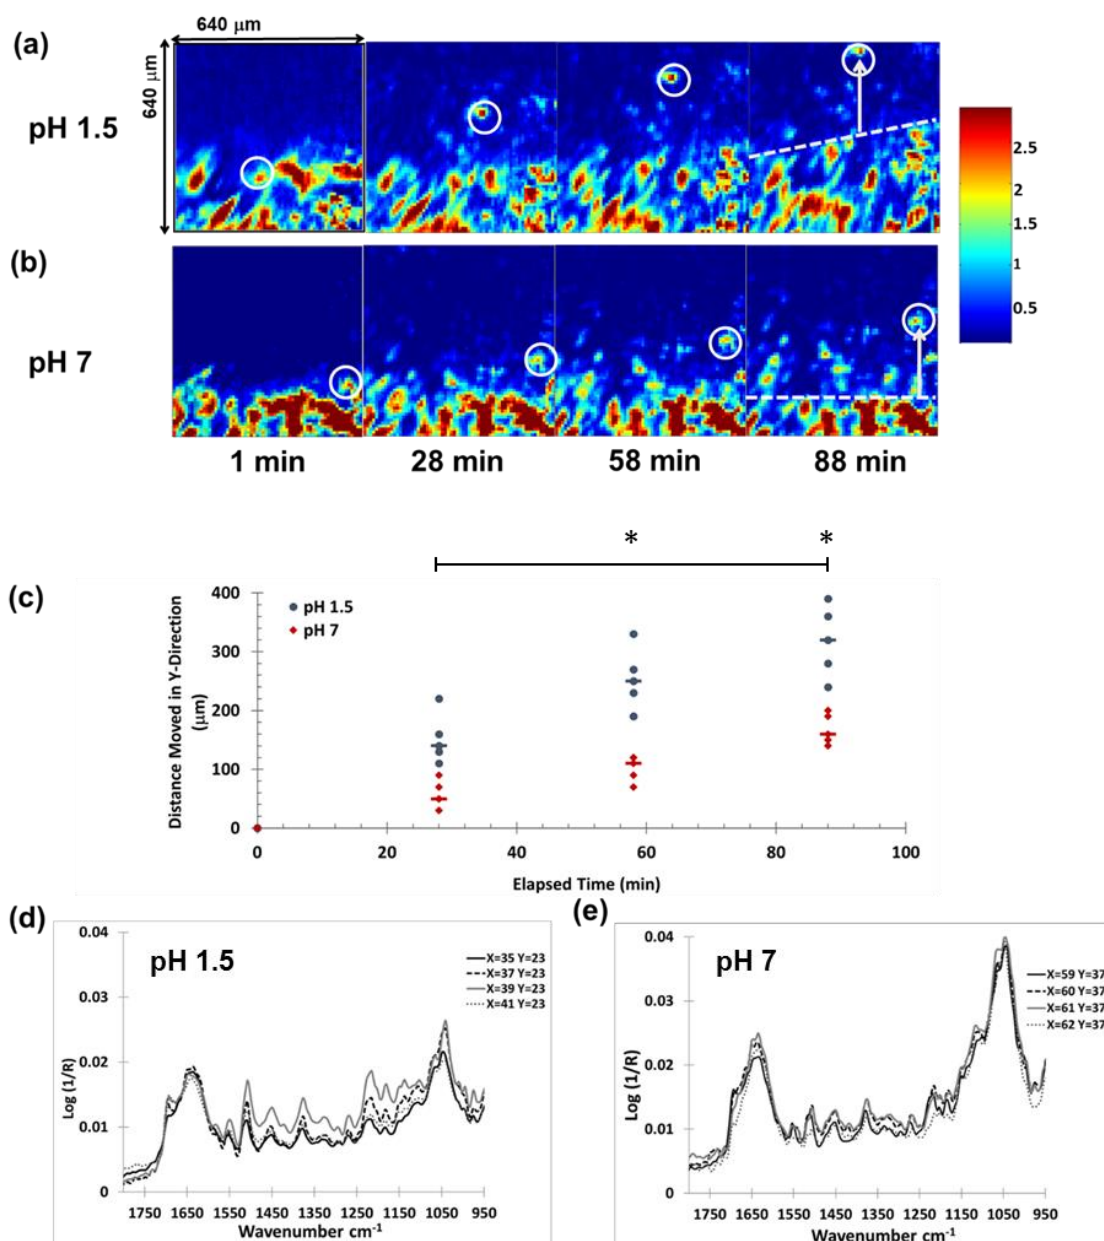 (a)
640 μm
640 μm
pH 1.5
2.5
2
1.5
1
0.5
(b)
pH 7
1 min
28 min
58 min
88 min
*
*
(c)
Distance Moved in Y-Direction
(μm)
400
300
200
100
0
pH 1.5
pH 7
0
20
40
60
80
100
Elapsed Time (min)
(d)
pH 1.5
Log (1/R)
0.04
0.03
0.02
0.01
0
X=35 Y=23
X=37 Y=23
X=39 Y=23
X=41 Y=23
1750 1650 1550 1450 1350 1250 1150 1050 950
Wavenumber cm⁻¹
(e)
pH 7
Log (1/R)
0.04
0.03
0.02
0.01
0
X=59 Y=37
X=60 Y=37
X=61 Y=37
X=62 Y=37
1750 1650 1550 1450 1350 1250 1150 1050 950
Wavenumber cm⁻¹